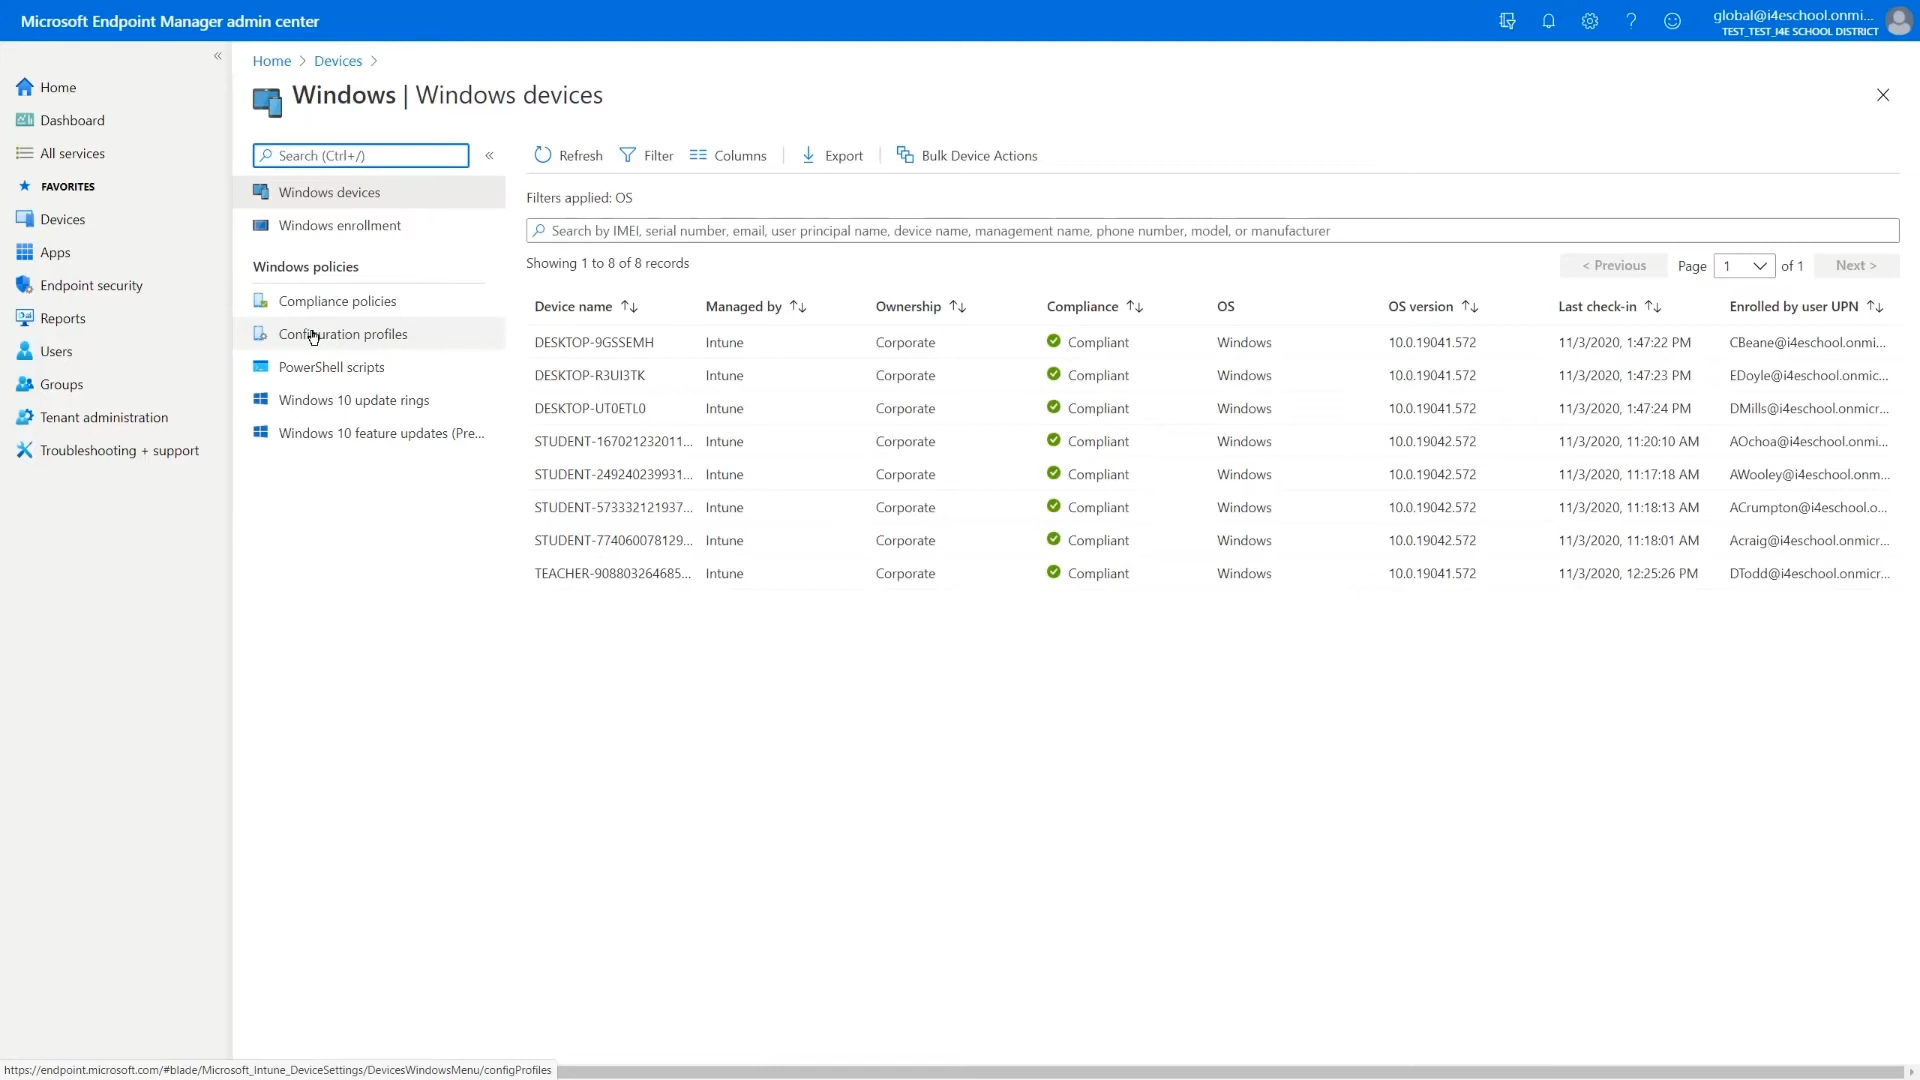 Microsoft Endpoint Manager admin center
global@i4eschool.onmi...
TEST_TEST_I4E SCHOOL DISTRICT
Home
Dashboard
All services
FAVORITES
Devices
Apps
Endpoint security
Reports
Users
Groups
Tenant administration
Troubleshooting + support
Home > Devices >
Windows | Windows devices
Search (Ctrl+/)
Windows devices
Windows enrollment
Windows policies
Compliance policies
Configuration profiles
PowerShell scripts
Windows 10 update rings
Windows 10 feature updates (Pre...
Refresh Filter Columns Export Bulk Device Actions
Filters applied: OS
Search by IMEI, serial number, email, user principal name, device name, management name, phone number, model, or manufacturer
Showing 1 to 8 of 8 records
< Previous Page 1 of 1 Next >
Device name Managed by Ownership Compliance OS OS version Last check-in Enrolled by user UPN
DESKTOP-9GSSEMH Intune Corporate Compliant Windows 10.0.19041.572 11/3/2020, 1:47:22 PM CBeane@i4eschool.onmi...
DESKTOP-R3UI3TK Intune Corporate Compliant Windows 10.0.19041.572 11/3/2020, 1:47:23 PM EDoyle@i4eschool.onmic...
DESKTOP-UT0ETL0 Intune Corporate Compliant Windows 10.0.19041.572 11/3/2020, 1:47:24 PM DMills@i4eschool.onmicr...
STUDENT-167021232011... Intune Corporate Compliant Windows 10.0.19042.572 11/3/2020, 11:20:10 AM AOchoa@i4eschool.onmi...
STUDENT-249240239931... Intune Corporate Compliant Windows 10.0.19042.572 11/3/2020, 11:17:18 AM AWooley@i4eschool.onm...
STUDENT-573332121937... Intune Corporate Compliant Windows 10.0.19042.572 11/3/2020, 11:18:13 AM ACrumpton@i4eschool.o...
STUDENT-774060078129... Intune Corporate Compliant Windows 10.0.19042.572 11/3/2020, 11:18:01 AM Acraig@i4eschool.onmicr...
TEACHER-908803264685... Intune Corporate Compliant Windows 10.0.19041.572 11/3/2020, 12:25:26 PM DTodd@i4eschool.onmicr...
https://endpoint.microsoft.com/#blade/Microsoft_Intune_DeviceSettings/DevicesWindowsMenu/configProfiles